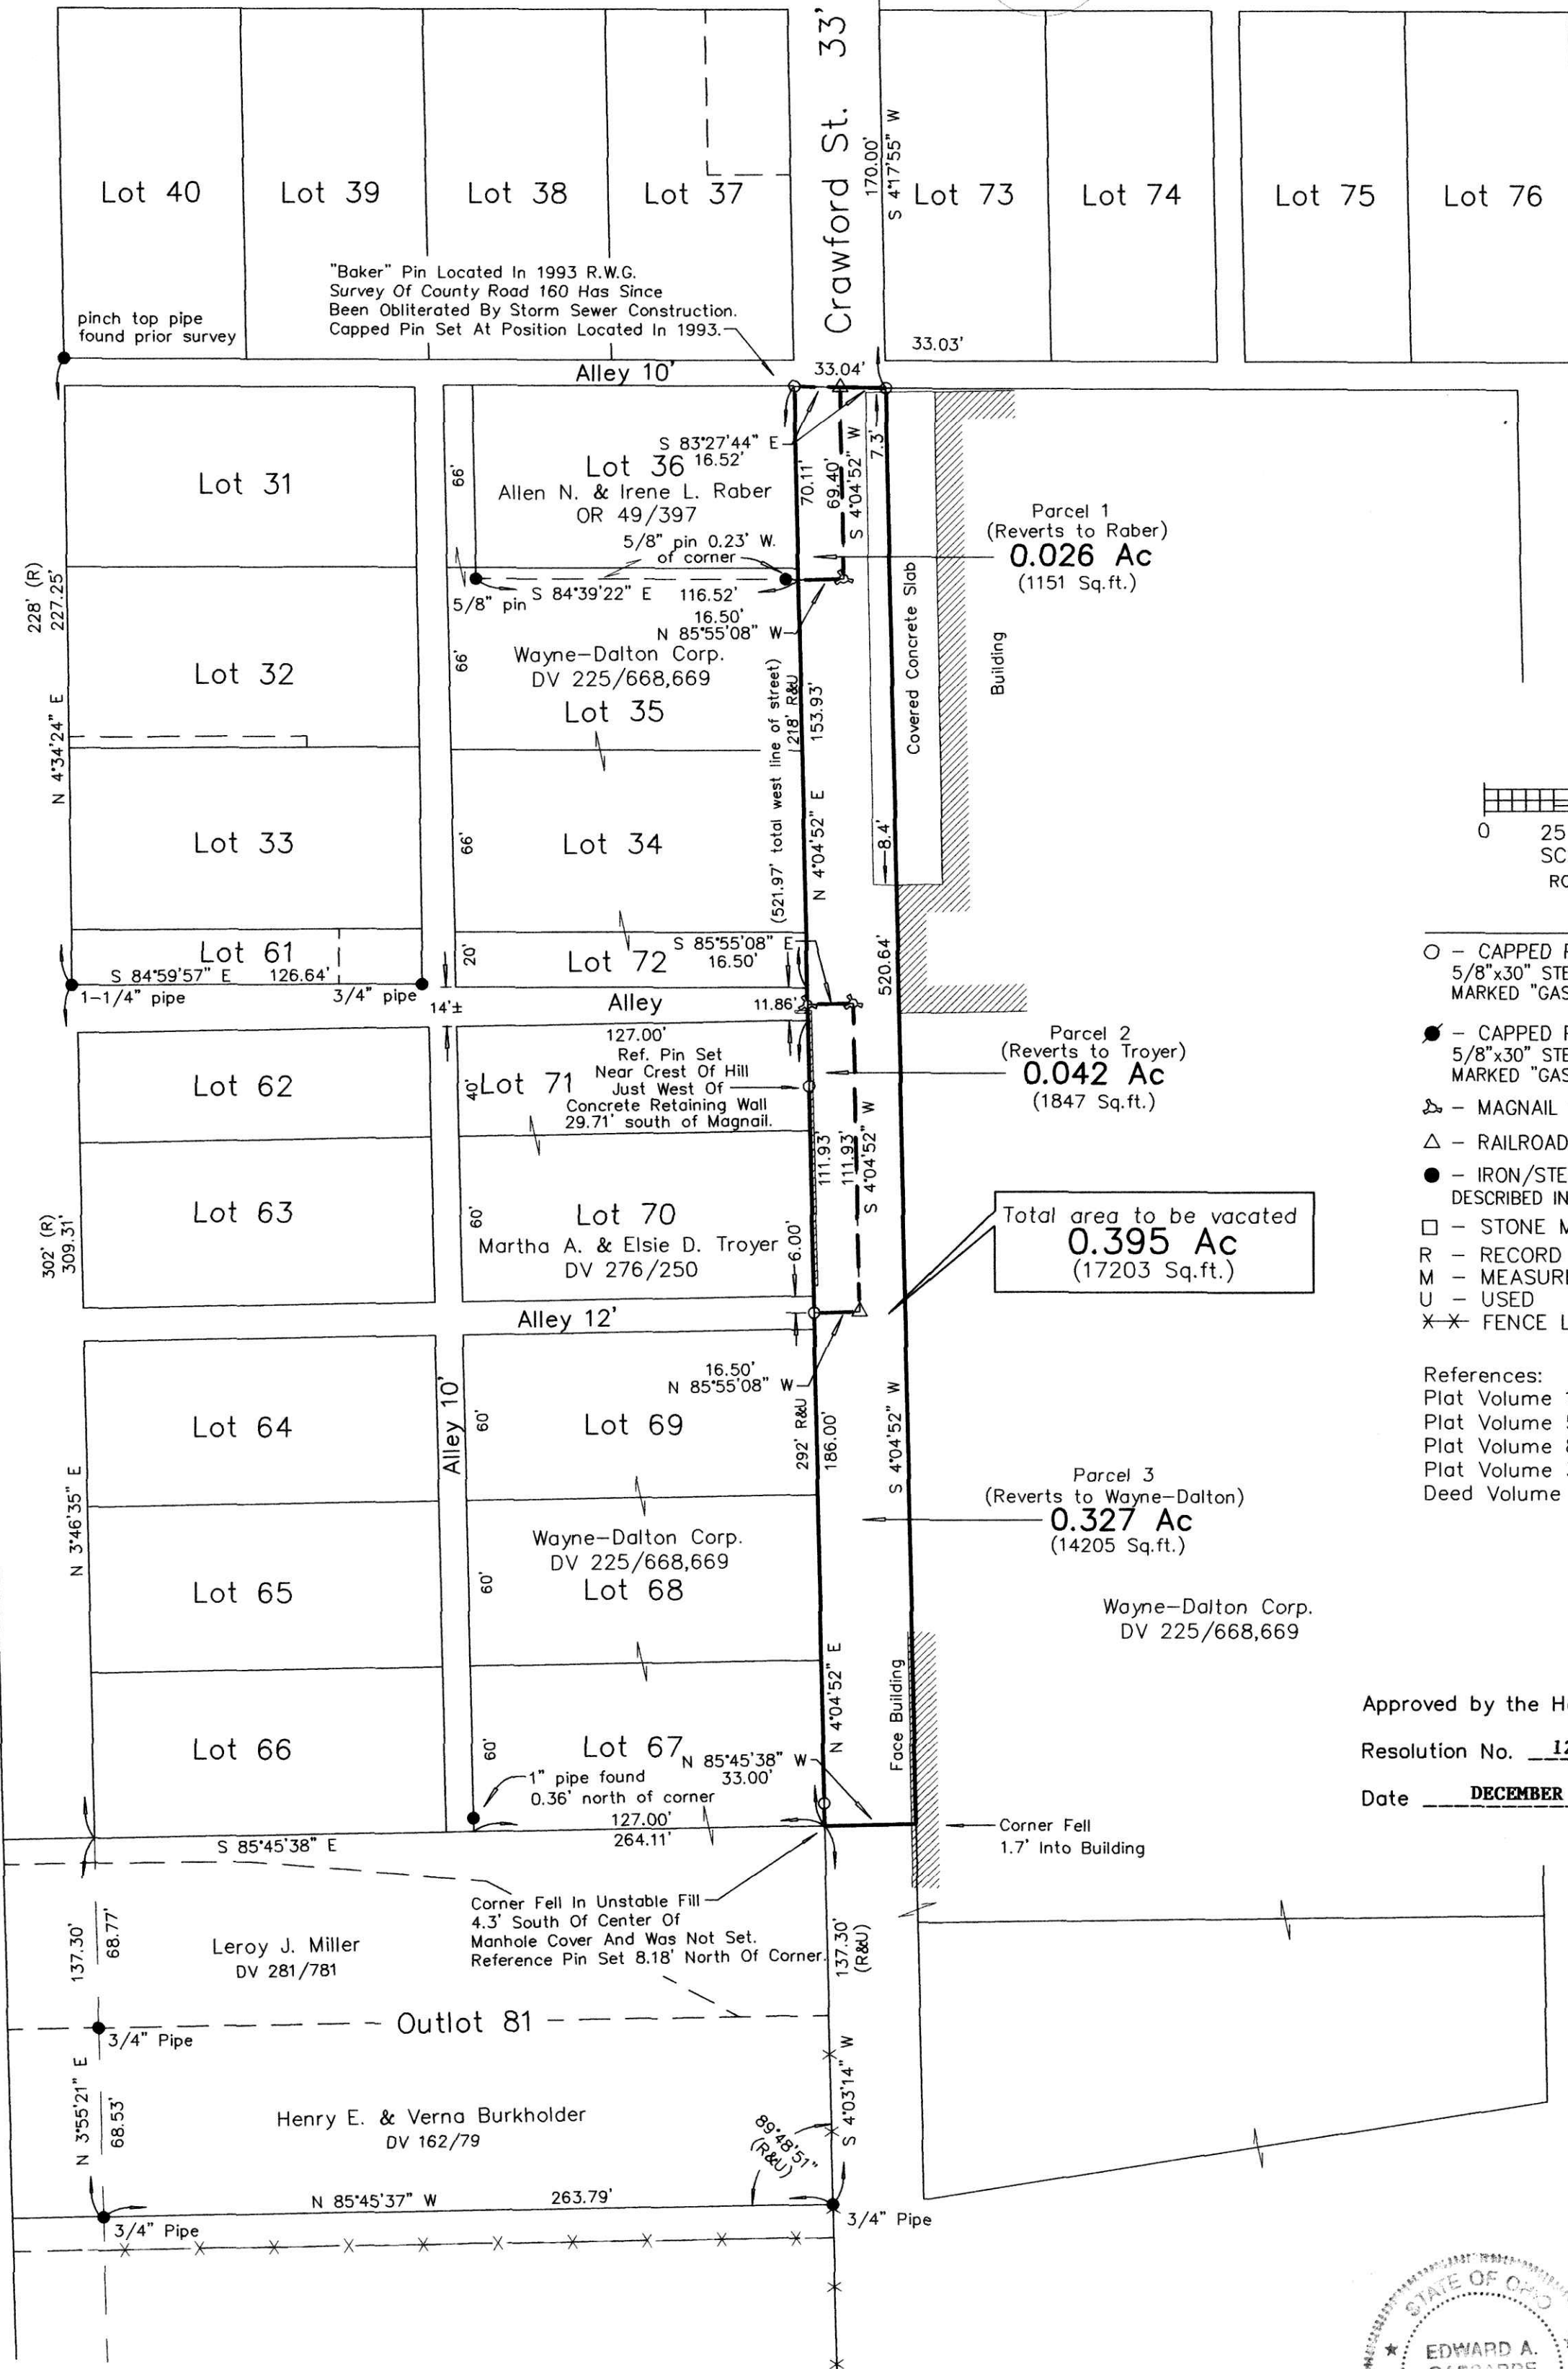 Crawford St. 33'
170.00'
S 4°17'55" W
Lot 40
Lot 39
Lot 38
Lot 37
Lot 73
Lot 74
Lot 75
Lot 76
"Baker" Pin Located In 1993 R.W.G.
Survey Of County Road 160 Has Since
Been Obliterated By Storm Sewer Construction.
Capped Pin Set At Position Located In 1993.
pinch top pipe
found prior survey
33.03'
33.04'
Alley 10'
S 83°27'44" E
16.52'
7.3'
Lot 31
66'
Lot 36
Allen N. & Irene L. Raber
OR 49/397
70.11'
69.40'
S 4°04'52" W
5/8" pin 0.23' W.
of corner
Parcel 1
(Reverts to Raber)
0.026 Ac
(1151 Sq.ft.)
228' (R)
227.25'
N 4°34'24" E
5/8" pin
S 84°39'22" E 116.52'
16.50'
N 85°55'08" W
Covered Concrete Slab
Building
Lot 32
66'
Wayne-Dalton Corp.
DV 225/668,669
Lot 35
(521.97' total west line of street)
218' R&U
153.93'
N 4°04'52" E
Lot 33
66'
Lot 34
8.4'
0 25
SC
RO
Lot 61
S 84°59'57" E 126.64'
20'
Lot 72
S 85°55'08" E
16.50'
520.64'
1-1/4" pipe
3/4" pipe
14'±
Alley
11.86'
127.00'
○ - CAPPED
5/8"x30" STE
MARKED "GAS
- CAPPED
5/8"x30" STE
MARKED "GAS
- MAGNAIL
△ - RAILROAD
● - IRON/STE
DESCRIBED IN
□ - STONE M
R - RECORD
M - MEASUR
U - USED
X-X- FENCE L
Lot 62
40'
Lot 71
Ref. Pin Set
Near Crest Of Hill
Just West Of
Concrete Retaining Wall
29.71' south of Magnail.
Parcel 2
(Reverts to Troyer)
0.042 Ac
(1847 Sq.ft.)
111.93'
111.93'
S 4°04'52" W
302' (R)
309.31'
Lot 63
60'
Lot 70
Martha A. & Elsie D. Troyer
DV 276/250
6.00'
Total area to be vacated
0.395 Ac
(17203 Sq.ft.)
Alley 12'
16.50'
N 85°55'08" W
References:
Plat Volume
Plat Volume
Plat Volume
Plat Volume
Deed Volume
Lot 64
Alley 10'
60'
Lot 69
292' R&U
186.00'
S 4°04'52" W
N 3°46'35" E
Parcel 3
(Reverts to Wayne-Dalton)
0.327 Ac
(14205 Sq.ft.)
Lot 65
60'
Wayne-Dalton Corp.
DV 225/668,669
Lot 68
Wayne-Dalton Corp.
DV 225/668,669
N 4°04'52" E
Face Building
Lot 66
60'
Lot 67
N 85°45'38" W
33.00'
1" pipe found
0.36' north of corner
127.00'
264.11'
S 85°45'38" E
Approved by the H
Resolution No. 12
Date DECEMBER
Corner Fell
1.7' Into Building
Corner Fell In Unstable Fill
4.3' South Of Center Of
Manhole Cover And Was Not Set.
Reference Pin Set 8.18' North Of Corner.
137.30'
68.77'
Leroy J. Miller
DV 281/781
137.30'
(R&U)
Outlot 81
3/4" Pipe
N 3°55'21" E
68.53'
Henry E. & Verna Burkholder
DV 162/79
89°48'51"
(R&U)
S 4°03'14" W
N 85°45'37" W 263.79'
3/4" Pipe
3/4" Pipe
STATE OF OHIO
EDWARD A.